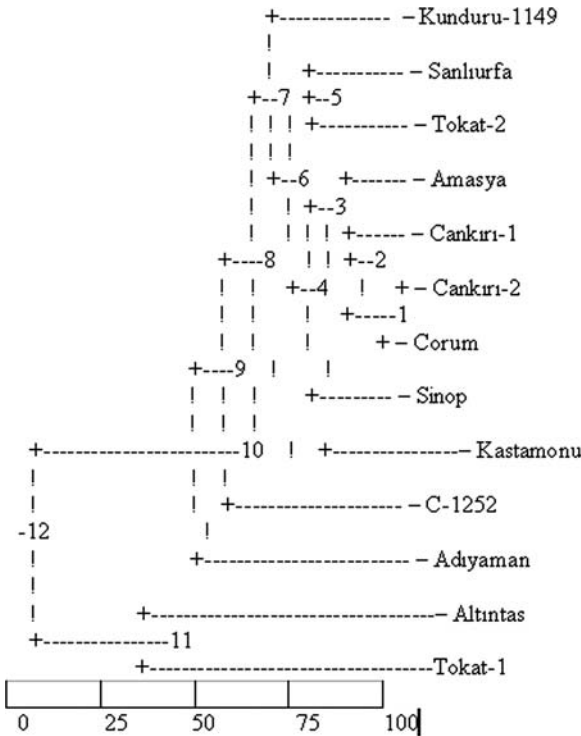 +-------------- – Kunduru-1149
!
! +----------- – Sanlıurfa
+--7 +--5
! ! ! +----------- – Tokat-2
! ! !
! +--6 +------- – Amasya
! ! +--3
! ! ! ! +------ – Cankırı-1
+----8 ! ! +--2
! ! +--4 ! + – Cankırı-2
! ! ! +-----1
! ! ! + – Corum
+----9 ! !
! ! ! +--------- – Sinop
! ! !
+------------------------10 ! +----------------– Kastamonu
! ! !
! ! +--------------------- – C-1252
-12 !
! +------------------------- – Adıyaman
!
! +-----------------------------------– Altıntas
+---------------11
+-----------------------------------Tokat-1
0 25 50 75 100